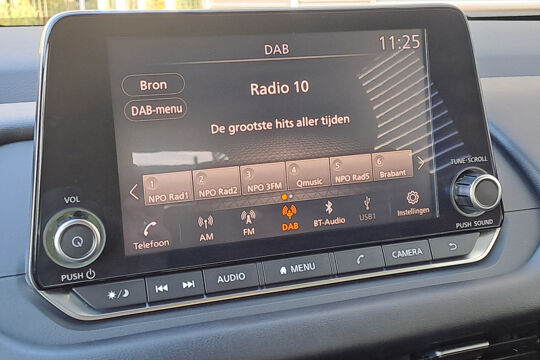 DAB
11:25
Bron
Radio 10
DAB-menu
De grootste hits aller tijden
1 2 3 4 5 6
NPO Rad1 NPO Rad2 NPO 3FM Qmusic NPO Rad5 Brabant
Telefoon AM FM DAB BT-Audio USB1 Instellingen
VOL
PUSH
TUNE·SCROLL
PUSH SOUND
AUDIO MENU CAMERA